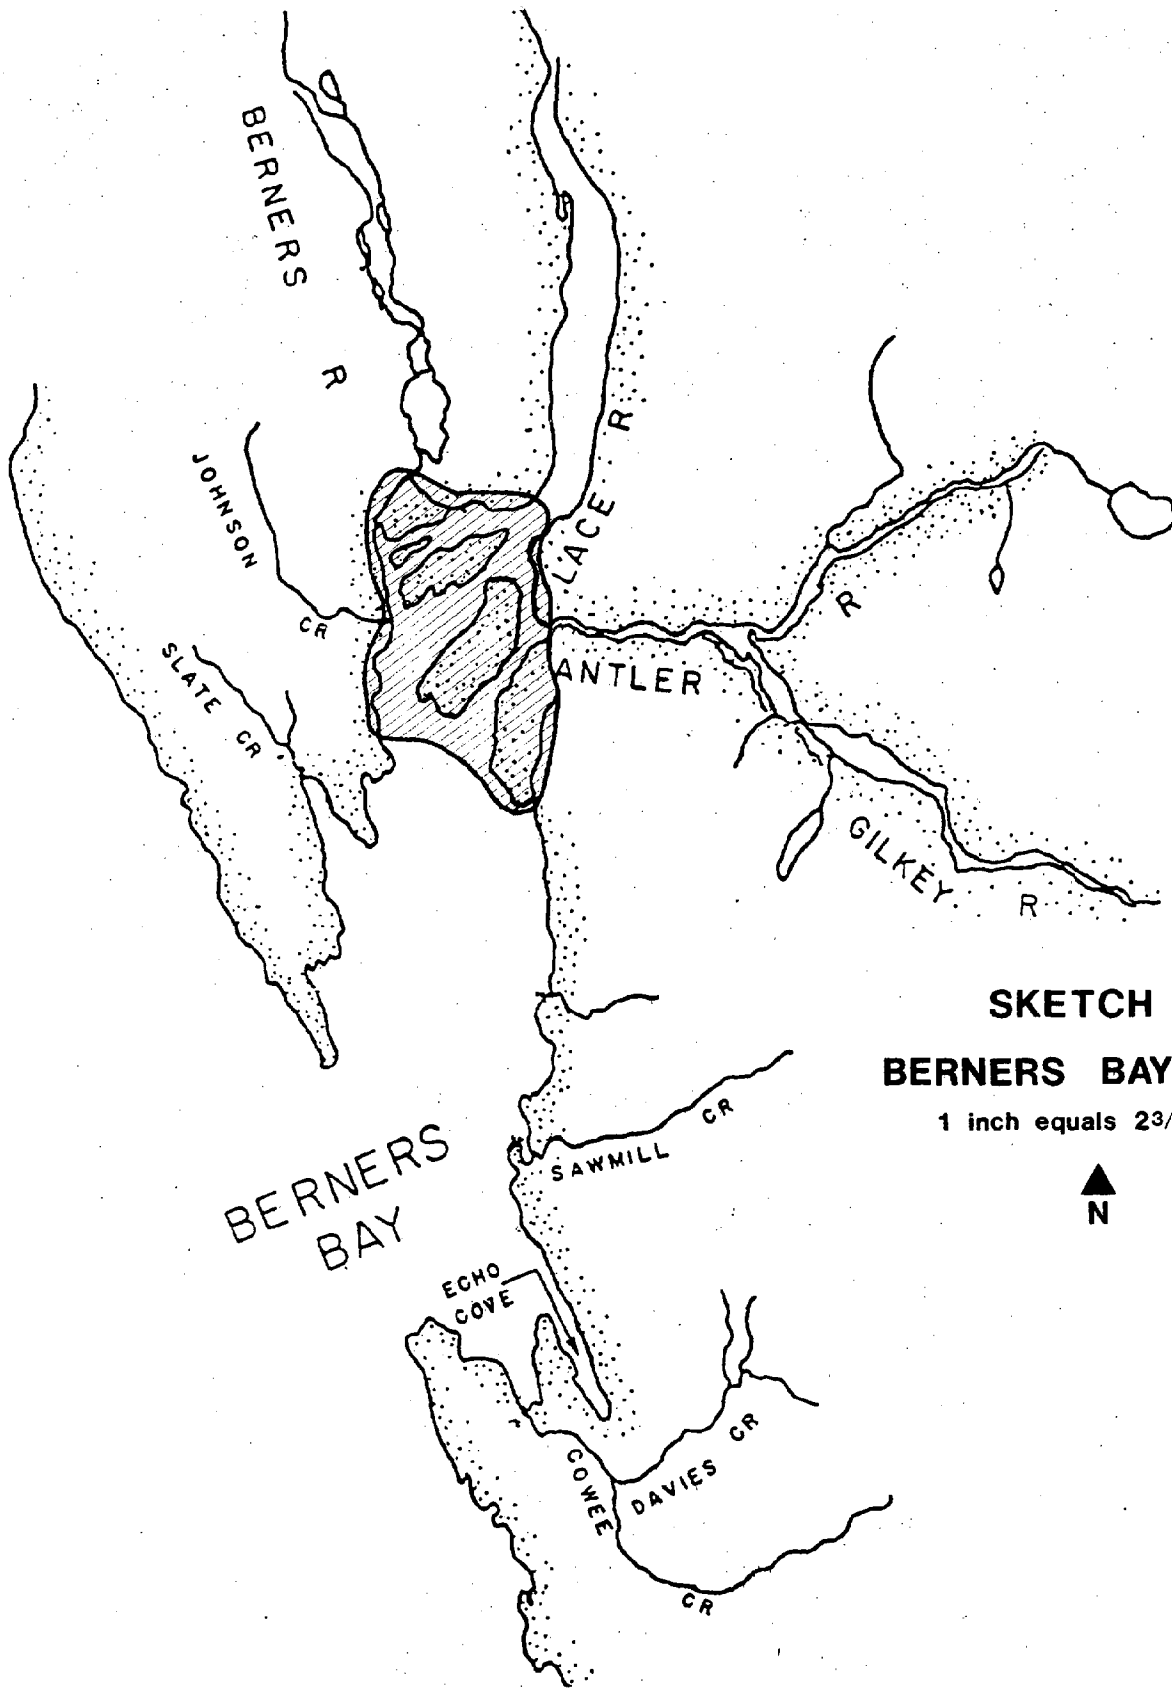 BERNERS R
LACE R
JOHNSON CR
SLATE CR
ANTLER R
GILKEY R
SKETCH
BERNERS BAY
1 inch equals 23/
N
SAWMILL CR
BERNERS
BAY
ECHO
COVE
DAVIES CR
COWEE CR